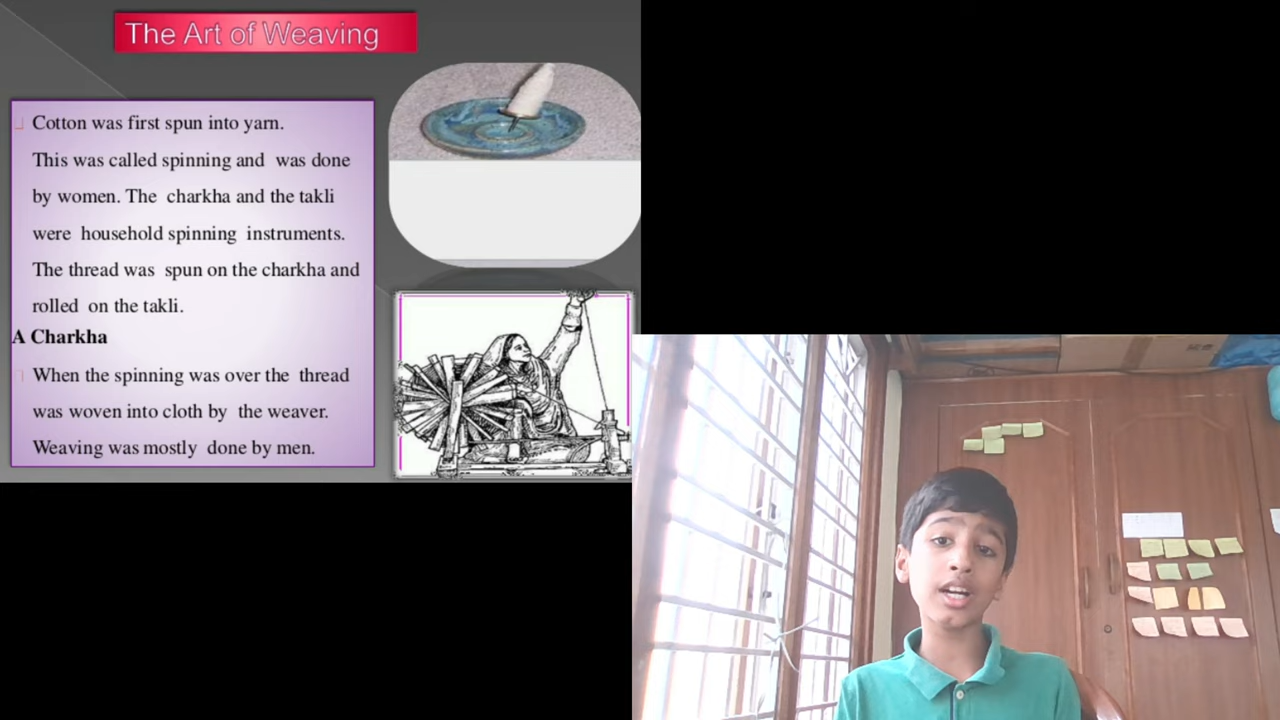 The Art of Weaving
Cotton was first spun into yarn.
This was called spinning and was done
by women. The charkha and the takli
were household spinning instruments.
The thread was spun on the charkha and
rolled on the takli.
A Charkha
When the spinning was over the thread
was woven into cloth by the weaver.
Weaving was mostly done by men.